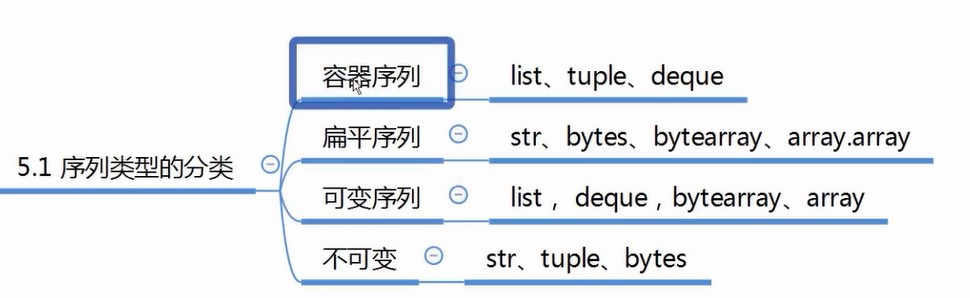 容器序列
list、tuple、deque
扁平序列
str、bytes、bytearray、array.array
5.1 序列类型的分类
可变序列
list， deque，bytearray、array
不可变
str、tuple、bytes